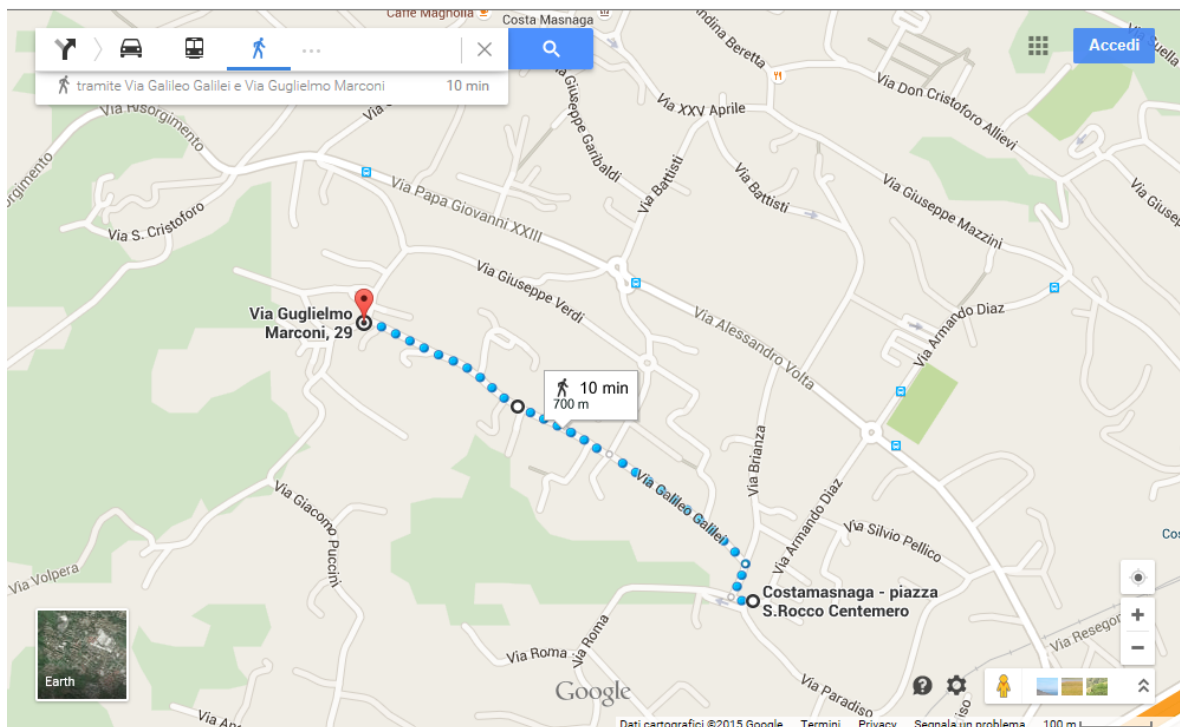 Caffè Magnolia
Costa Masnaga
Accedi
tramite Via Galileo Galilei e Via Guglielmo Marconi
10 min
Via Risorgimento
Via Giuseppe Garibaldi
Via XXV Aprile
Via Don Cristoforo Allievi
Via Battisti
Via Battisti
Via Papa Giovanni XXIII
Via Giuseppe Mazzini
Via S. Cristoforo
Via Giuseppe Verdi
Via Guglielmo
Marconi, 29
Via Alessandro Volta
Via Armando Diaz
10 min
700 m
Via Brianza
Via Galileo Galilei
Via Armando Diaz
Via Silvio Pellico
Via Giacomo Puccini
Via Volpera
Costamasnaga - piazza
S.Rocco Centemero
Via Roma
Via Roma
Via Paradiso
Earth
Google
Dati cartografici ©2015 Google
Termini
Privacy
Segnala un problema
100 m